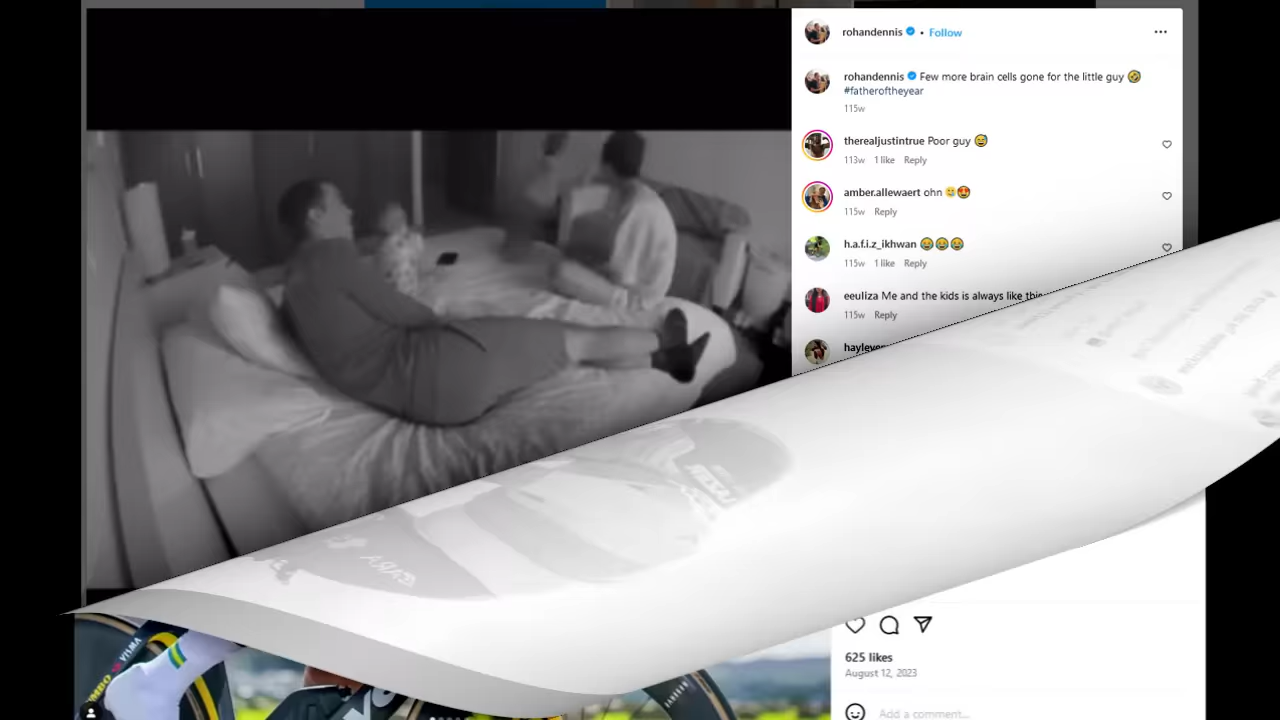 rohandennis • Follow
rohandennis Few more brain cells gone for the little guy 🤣
#fatheroftheyear
115w
therealjustintrue Poor guy 😅
113w 1 like Reply
amber.allewaert ohn 😄😍
115w Reply
h.a.f.i.z_ikhwan 😂😂😂
115w 1 like Reply
eeuliza Me and the kids is always like this
115w Reply
625 likes
August 12, 2023
Add a comment...
VISMA